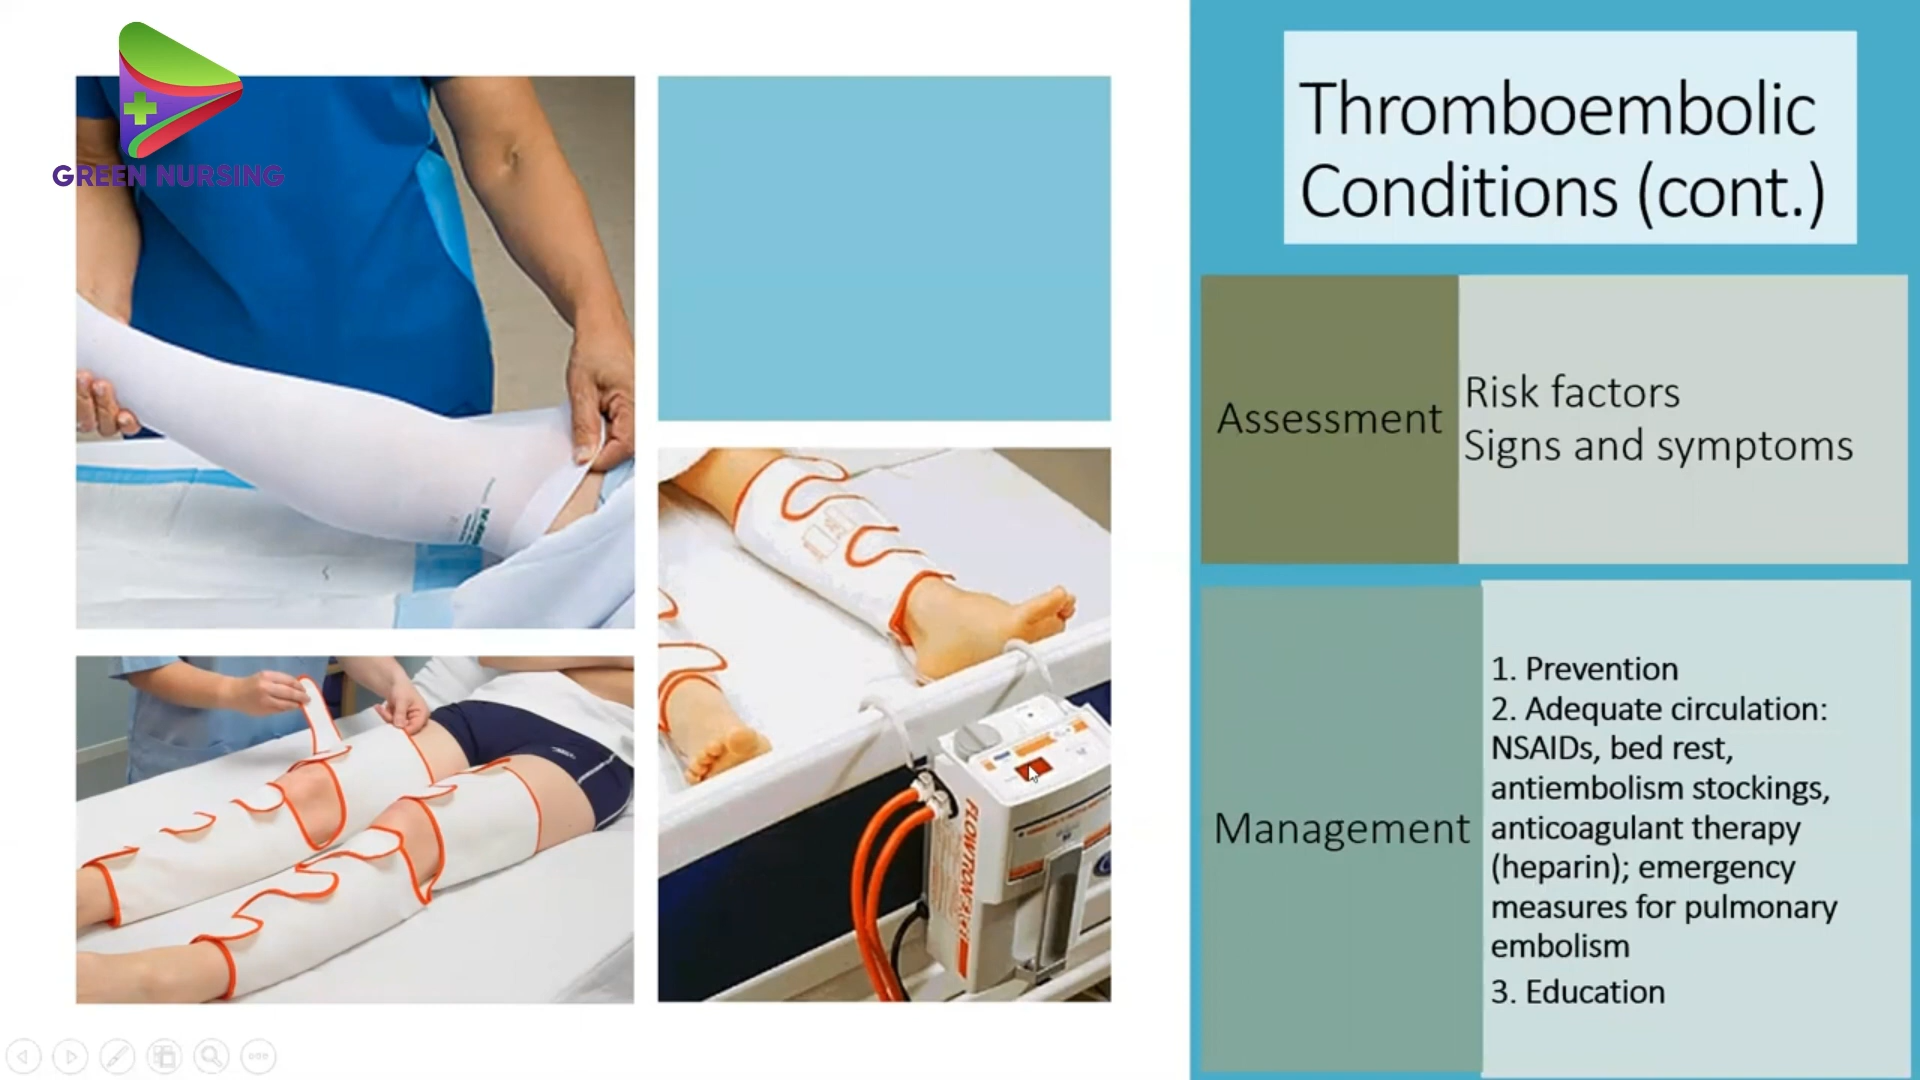 GREEN NURSING
Thromboembolic
Conditions (cont.)
Assessment
Risk factors
Signs and symptoms
Management
1. Prevention
2. Adequate circulation:
NSAIDs, bed rest,
antiembolism stockings,
anticoagulant therapy
(heparin); emergency
measures for pulmonary
embolism
3. Education